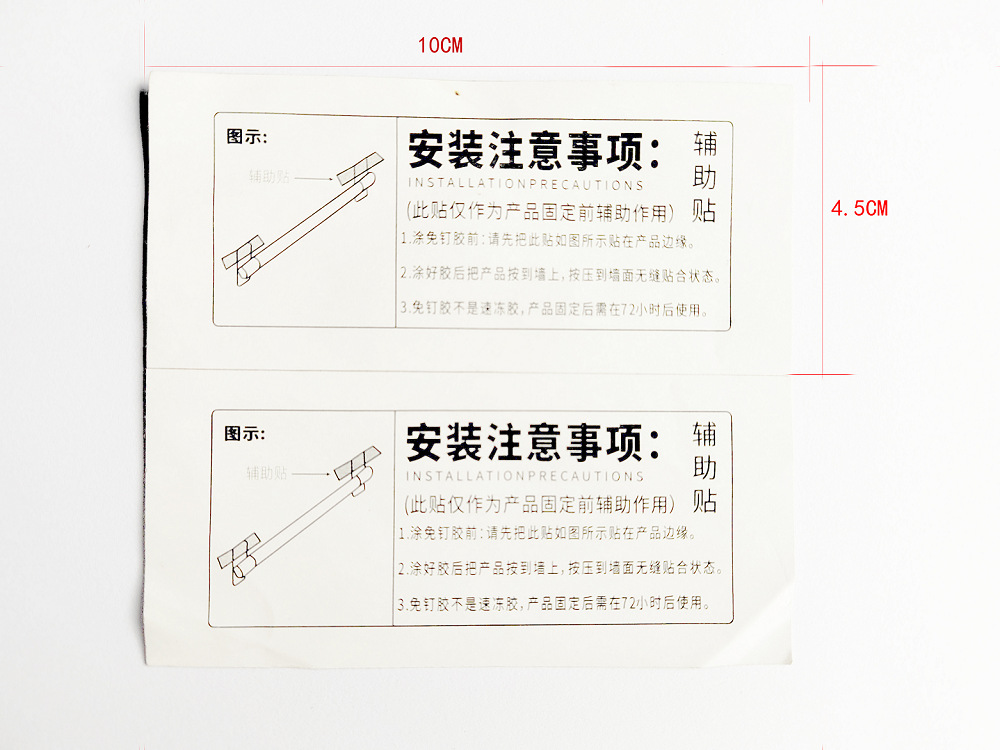 10CM
图示:
辅助贴
安装注意事项:
INSTALLATIONPRECAUTIONS
(此贴仅作为产品固定前辅助作用)
1.涂免钉胶前:请先把此贴如图所示贴在产品边缘。
2.涂好胶后把产品按到墙上,按压到墙面无缝贴合状态。
3.免钉胶不是速冻胶,产品固定后需在72小时后使用。
辅助贴
4.5CM
图示:
辅助贴
安装注意事项:
INSTALLATIONPRECAUTIONS
(此贴仅作为产品固定前辅助作用)
1.涂免钉胶前:请先把此贴如图所示贴在产品边缘。
2.涂好胶后把产品按到墙上,按压到墙面无缝贴合状态。
3.免钉胶不是速冻胶,产品固定后需在72小时后使用。
辅助贴